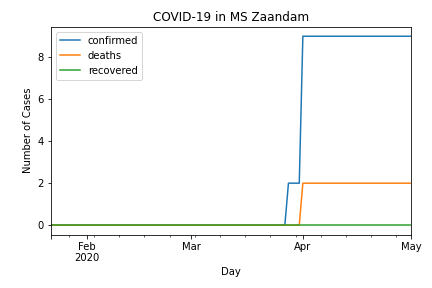 COVID-19 in MS Zaandam
confirmed
deaths
recovered
Number of Cases
8
6
4
2
0
Feb
2020
Mar
Apr
May
Day